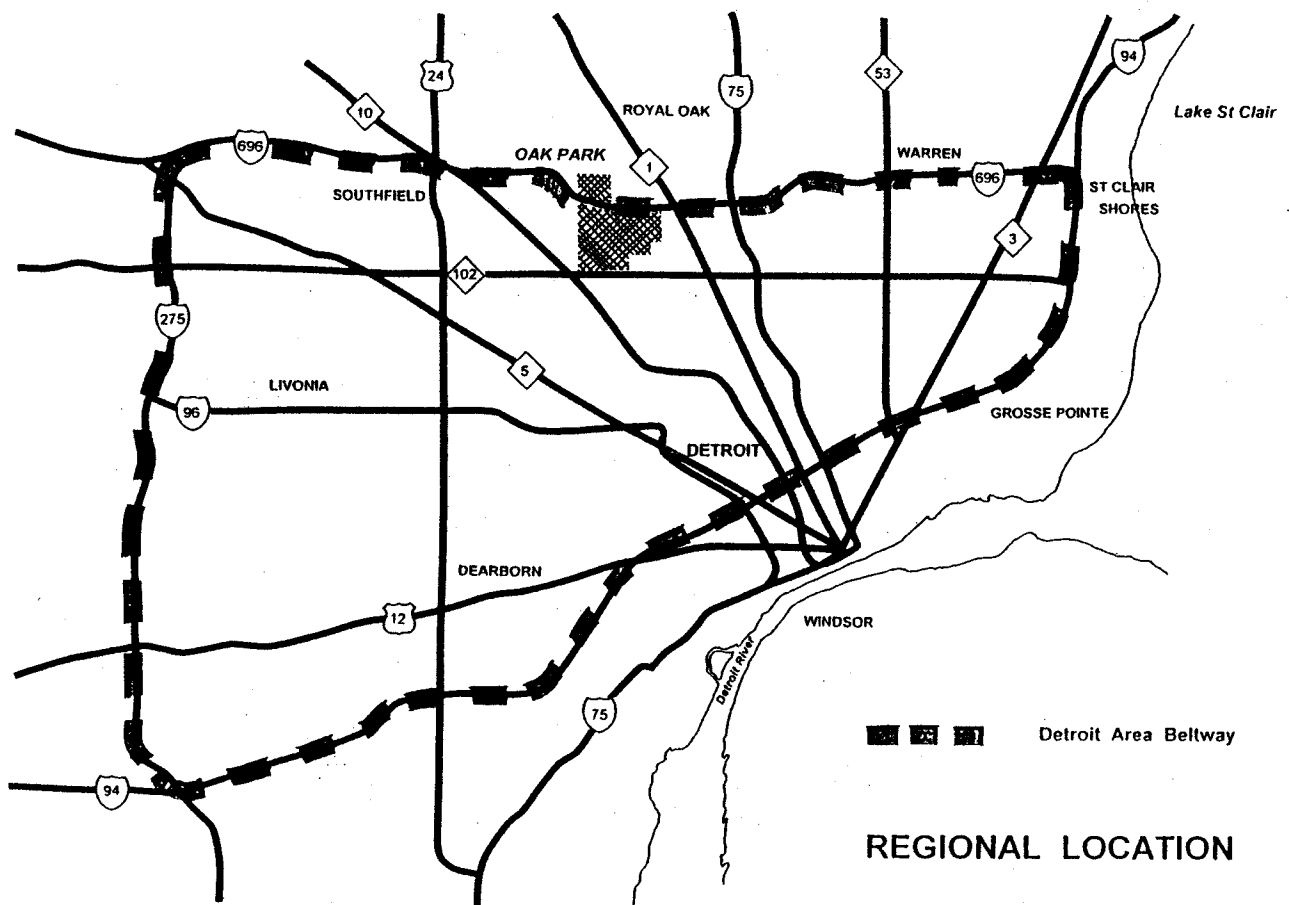 24
75
53
94
10
ROYAL OAK
Lake St Clair
696
OAK PARK
1
WARREN
696
SOUTHFIELD
ST CLAIR
SHORES
3
102
275
5
LIVONIA
96
GROSSE POINTE
DETROIT
DEARBORN
12
WINDSOR
Detroit River
75
Detroit Area Beltway
94
REGIONAL LOCATION